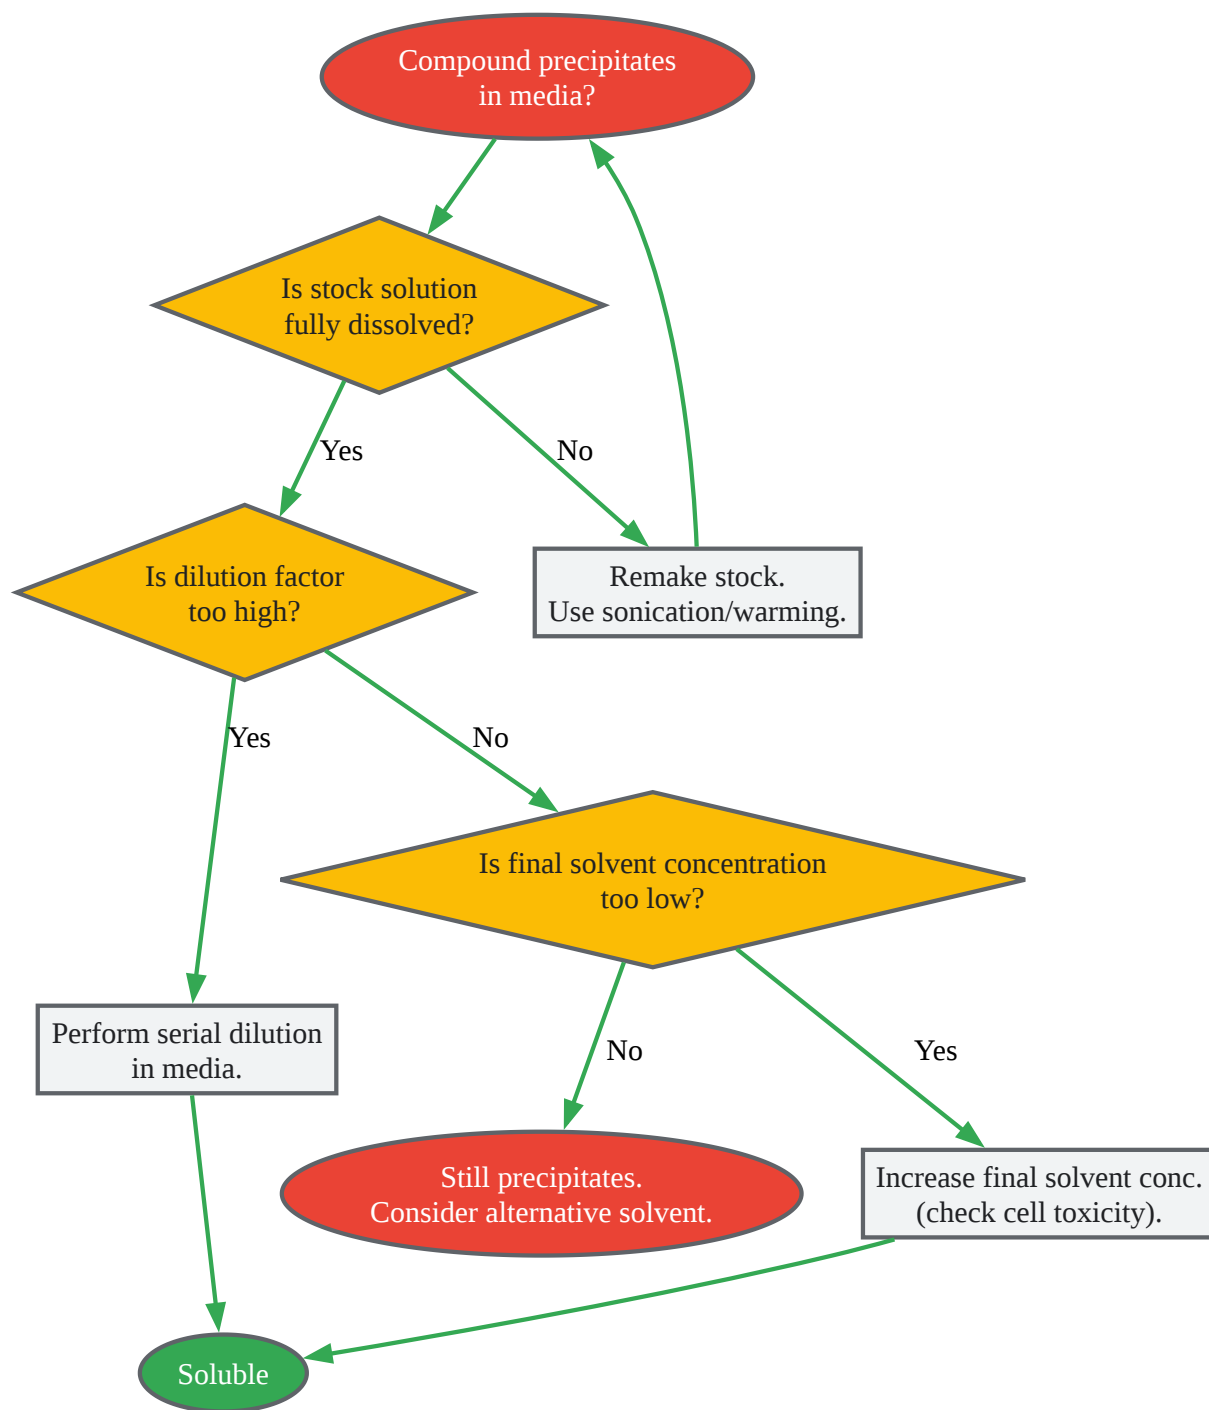 Compound precipitates
in media?
Is stock solution
fully dissolved?
Yes
No
Is dilution factor
too high?
Remake stock.
Use sonication/warming.
Yes
No
Is final solvent concentration
too low?
Perform serial dilution
in media.
No
Yes
Still precipitates.
Consider alternative solvent.
Increase final solvent conc.
(check cell toxicity).
Soluble